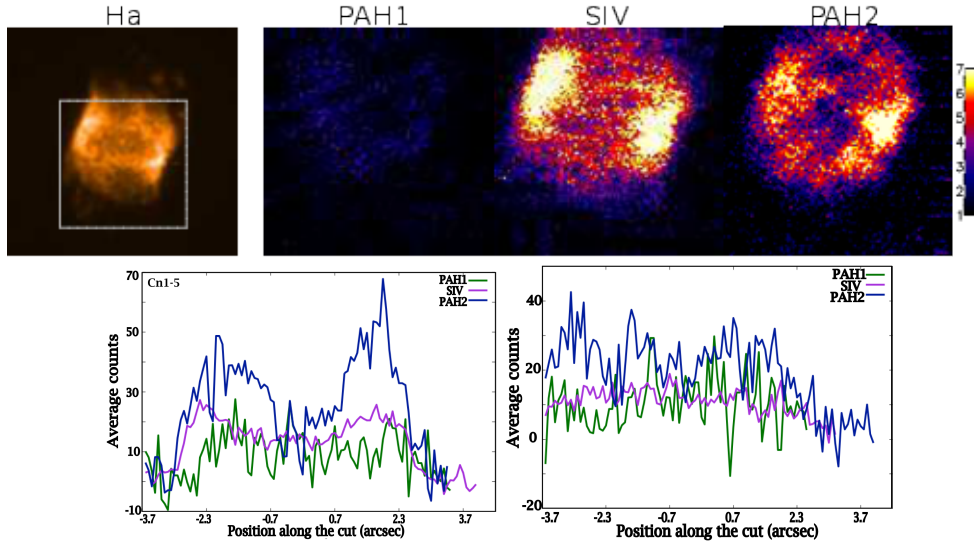 Ha PAH1 SIV PAH2
7
6
5
4
3
2
1
Cn1-5
PAH1
SIV
PAH2
70
50
30
10
-10
Average counts
-3.7 -2.3 -0.7 0.7 2.3 3.7
Position along the cut (arcsec)
PAH1
SIV
PAH2
40
20
0
-20
Average counts
-3.7 -2.3 -0.7 0.7 2.3 3.7
Position along the cut (arcsec)